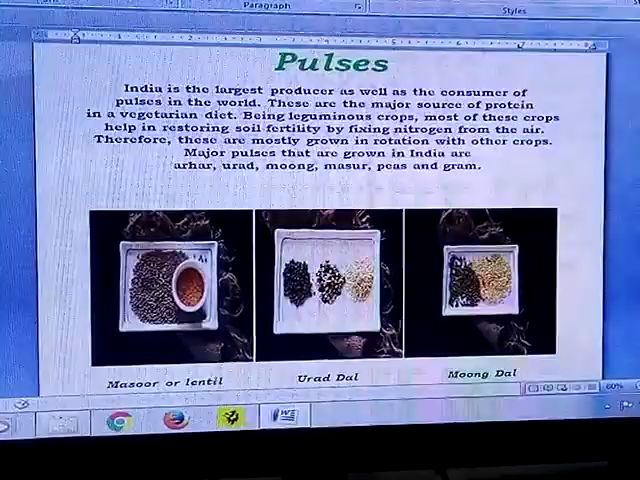 Paragraph
Styles
Pulses
India is the largest producer as well as the consumer of
pulses in the world. These are the major source of protein
in a vegetarian diet. Being leguminous crops, most of these crops
help in restoring soil fertility by fixing nitrogen from the air.
Therefore, these are mostly grown in rotation with other crops.
Major pulses that are grown in India are
arhar, urad, moong, masur, peas and gram.
Masoor or lentil
Urad Dal
Moong Dal
60%